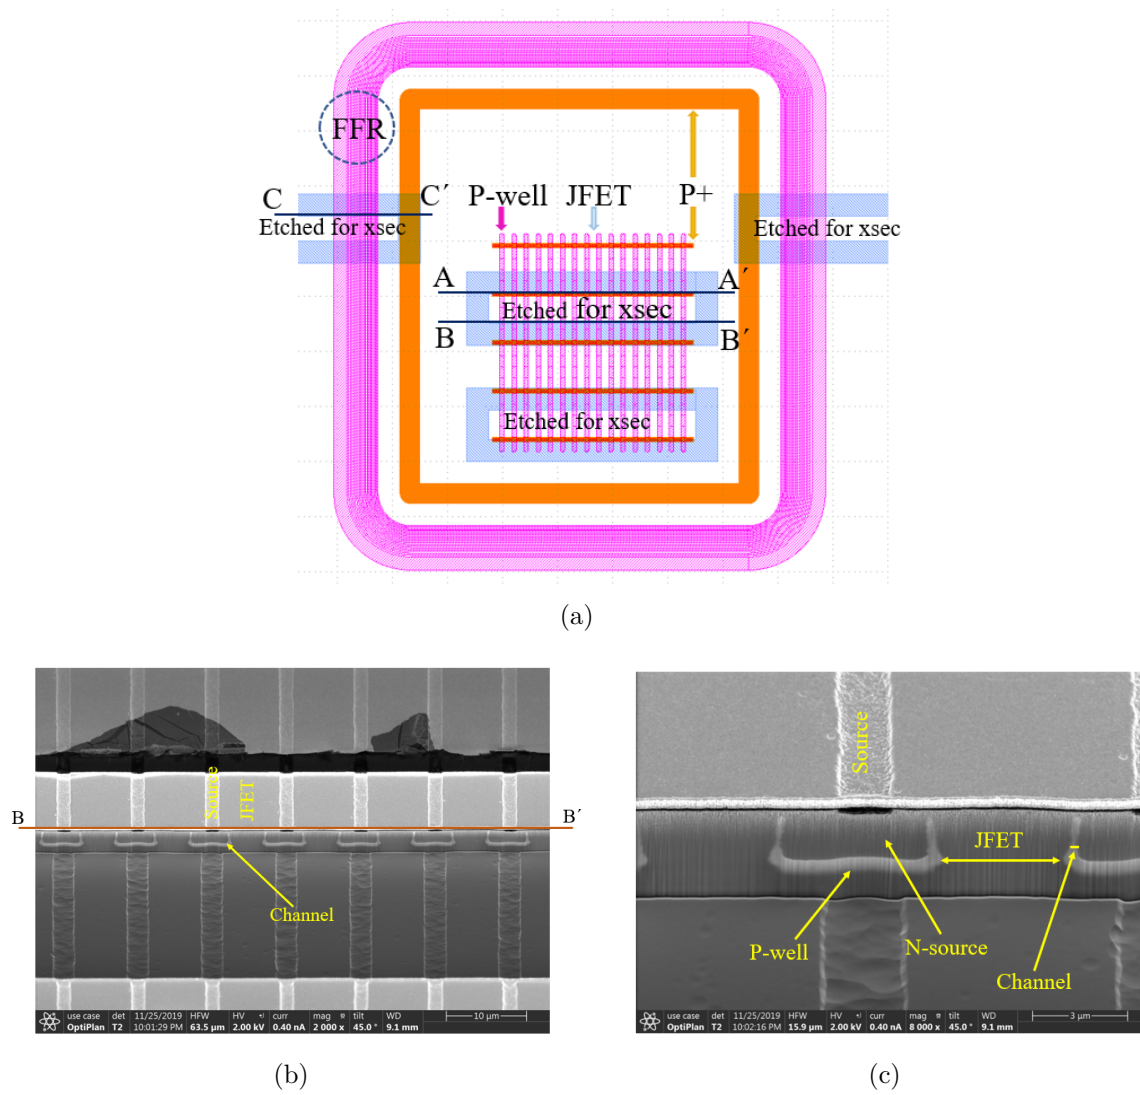 FFR
C
C´
P-well
JFET
P+
Etched for xsec
Etched for xsec
A
A´
Etched for xsec
B
B´
Etched for xsec
(a)
Source
JFET
B
B´
Channel
use case
OptiPlan
det
T2
11/25/2019
10:01:29 PM
HFW
63.5 µm
HV
2.00 kV
curr
0.40 nA
mag
2 000 x
tilt
45.0 °
WD
9.1 mm
10 µm
(b)
Source
JFET
P-well
N-source
Channel
use case
OptiPlan
det
T2
11/25/2019
10:02:16 PM
HFW
15.9 µm
HV
2.00 kV
curr
0.40 nA
mag
8 000 x
tilt
45.0 °
WD
9.1 mm
3 µm
(c)